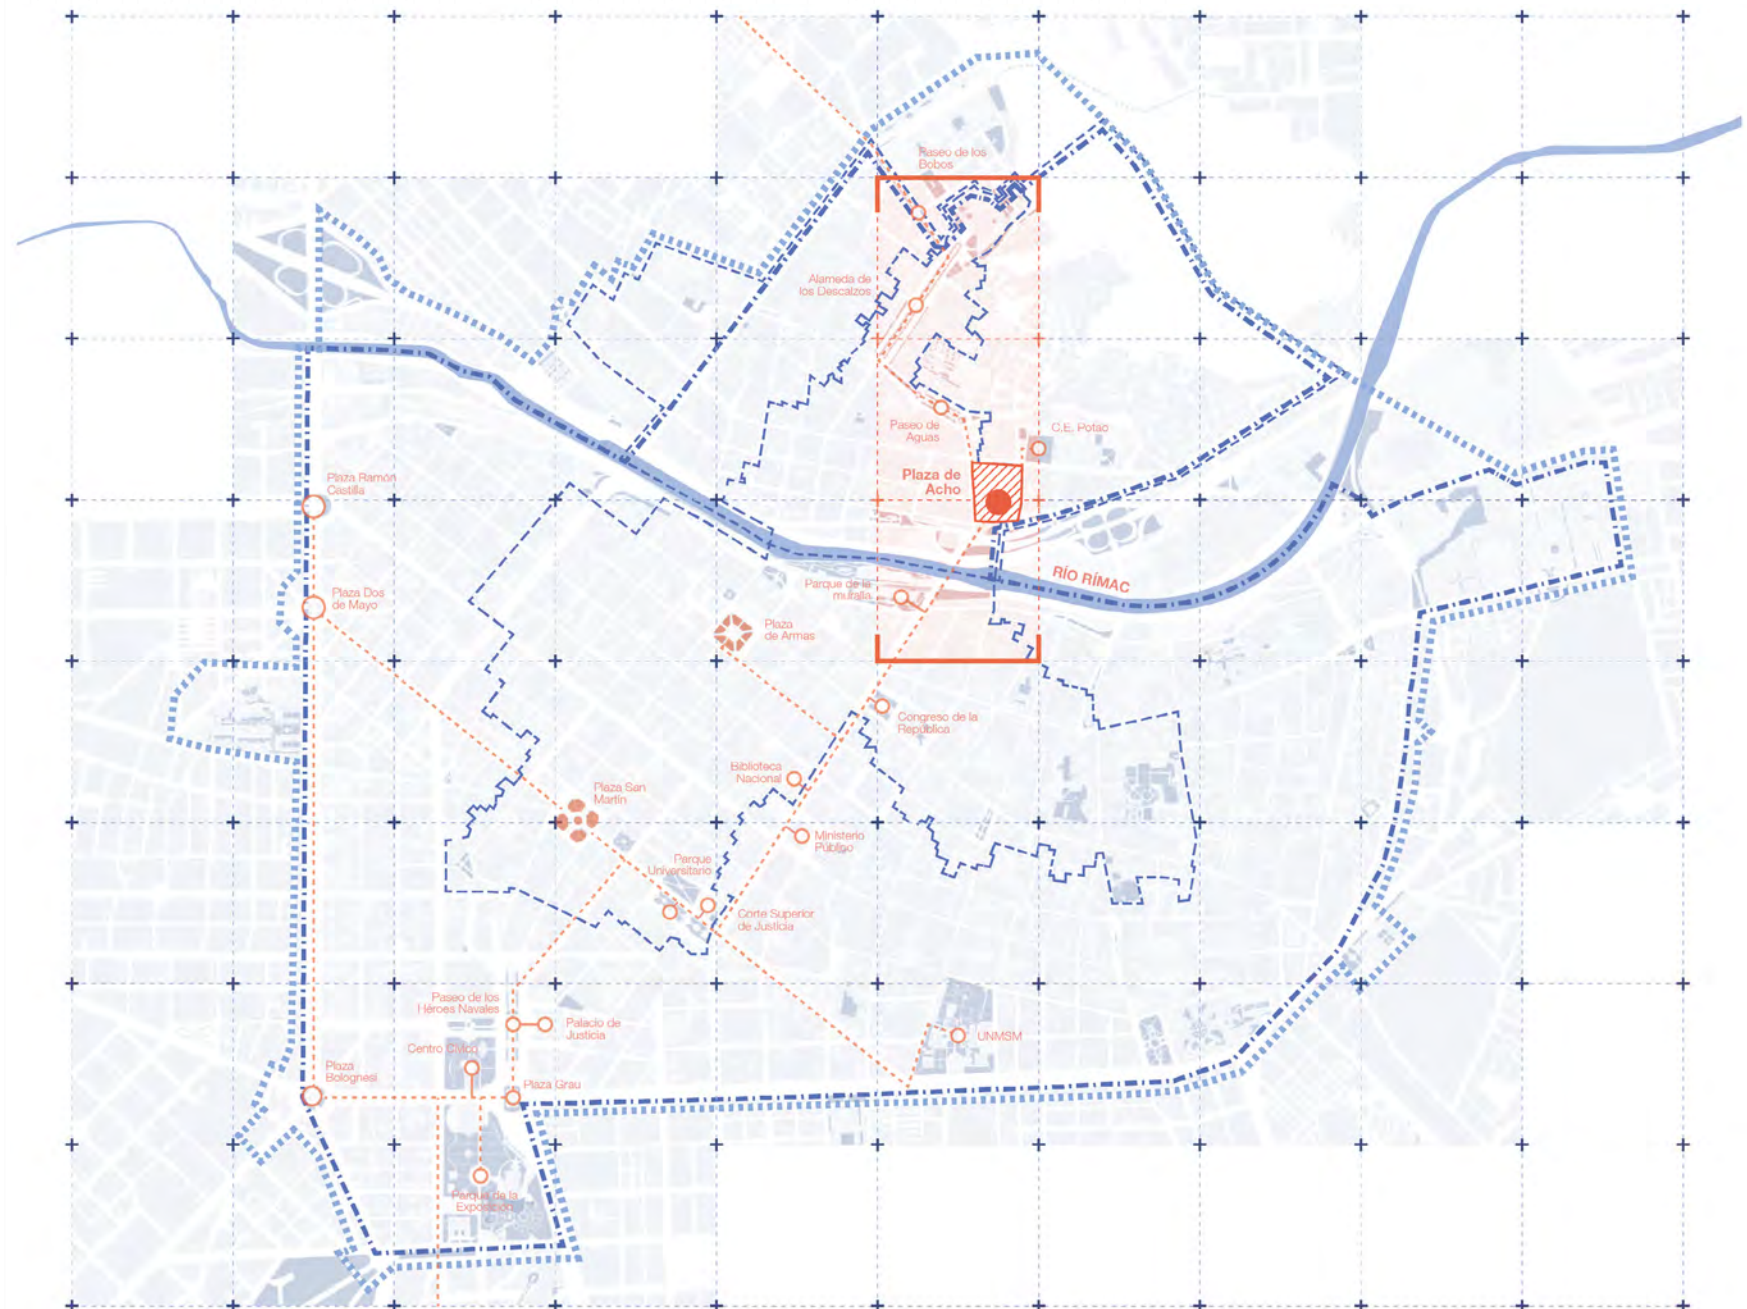 Paseo de los
Bobos
Alameda de
los Descalzos
Paseo de
Aguas
C.E. Potao
Plaza de
Acho
Plaza Ramón
Castilla
RÍO RÍMAC
Parque de la
muralla
Plaza Dos
de Mayo
Plaza
de Armas
Congreso de la
República
Biblioteca
Nacional
Plaza San
Martín
Ministerio
Público
Parque
Universitario
Corte Superior
de Justicia
Paseo de los
Héroes Navales
Palacio de
Justicia
UNMSM
Centro Cívico
Plaza
Bolognesi
Plaza Grau
Parque de la
Exposición